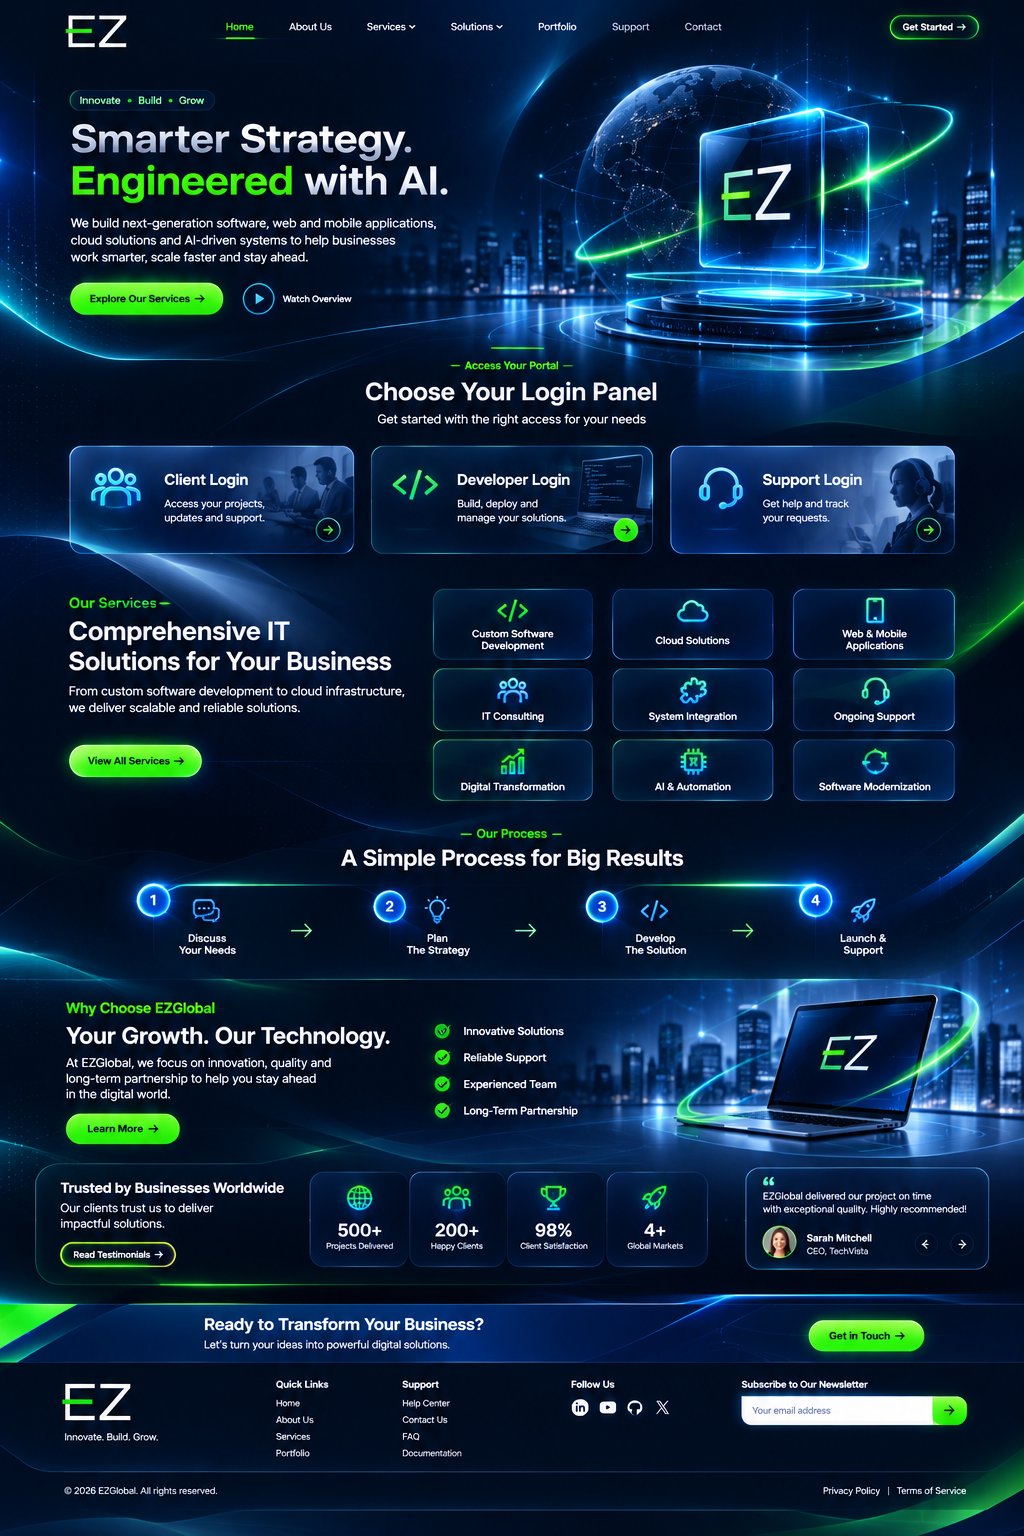 EZ
Home
About Us
Services
Solutions
Portfolio
Support
Contact
Get Started →
Innovate • Build • Grow
Smarter Strategy.
Engineered with AI.
We build next-generation software, web and mobile applications,
cloud solutions and AI-driven systems to help businesses
work smarter, scale faster and stay ahead.
Explore Our Services →
Watch Overview
EZ
— Access Your Portal —
Choose Your Login Panel
Get started with the right access for your needs
Client Login
Access your projects,
updates and support.
Developer Login
Build, deploy and
manage your solutions.
Support Login
Get help and track
your requests.
Our Services —
Comprehensive IT
Solutions for Your Business
From custom software development to cloud infrastructure,
we deliver scalable and reliable solutions.
View All Services →
Custom Software
Development
Cloud Solutions
Web & Mobile
Applications
IT Consulting
System Integration
Ongoing Support
Digital Transformation
AI & Automation
Software Modernization
— Our Process —
A Simple Process for Big Results
1
Discuss
Your Needs
2
Plan
The Strategy
3
Develop
The Solution
4
Launch &
Support
Why Choose EZGlobal
Your Growth. Our Technology.
At EZGlobal, we focus on innovation, quality and
long-term partnership to help you stay ahead
in the digital world.
Learn More →
Innovative Solutions
Reliable Support
Experienced Team
Long-Term Partnership
EZ
Trusted by Businesses Worldwide
Our clients trust us to deliver
impactful solutions.
Read Testimonials →
500+
Projects Delivered
200+
Happy Clients
98%
Client Satisfaction
4+
Global Markets
“
EZGlobal delivered our project on time
with exceptional quality. Highly recommended!
Sarah Mitchell
CEO, TechVista
Ready to Transform Your Business?
Let's turn your ideas into powerful digital solutions.
Get in Touch →
EZ
Innovate. Build. Grow.
Quick Links
Home
About Us
Services
Portfolio
Support
Help Center
Contact Us
FAQ
Documentation
Follow Us
in
X
Subscribe to Our Newsletter
Your email address
© 2026 EZGlobal. All rights reserved.
Privacy Policy | Terms of Service